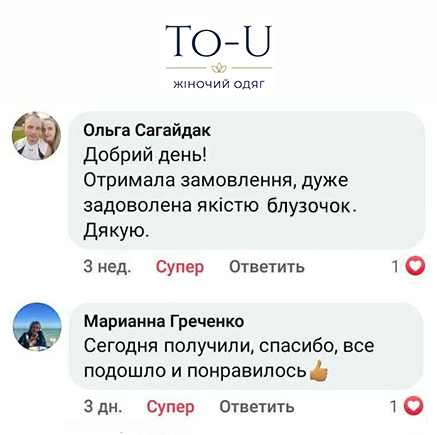 TO-U
ЖІНОЧИЙ ОДЯГ
Ольга Сагайдак
Добрий день!
Отримала замовлення, дуже
задоволена якістю блузочок.
Дякую.
3 нед. Супер Ответить 1
Марианна Греченко
Сегодня получили, спасибо, все
подошло и понравилось👍🏽
3 дн. Супер Ответить 1